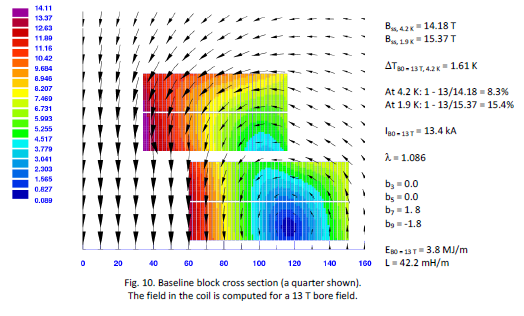 14.11
13.37
12.63
11.89
11.16
10.42
9.684
8.946
8.207
7.469
6.731
5.993
5.255
4.517
3.779
3.041
2.303
1.565
0.827
0.089
0 20 40 60 80 100 120 140 160
Bss, 4.2 K = 14.18 T
Bss, 1.9 K = 15.37 T
ΔTB0 = 13 T, 4.2 K = 1.61 K
At 4.2 K: 1 - 13/14.18 = 8.3%
At 1.9 K: 1 - 13/15.37 = 15.4%
IB0 = 13 T = 13.4 kA
λ = 1.086
b3 = 0.0
b5 = 0.0
b7 = 1. 8
b9 = -1.8
EB0 = 13 T = 3.8 MJ/m
L = 42.2 mH/m
Fig. 10. Baseline block cross section (a quarter shown).
The field in the coil is computed for a 13 T bore field.